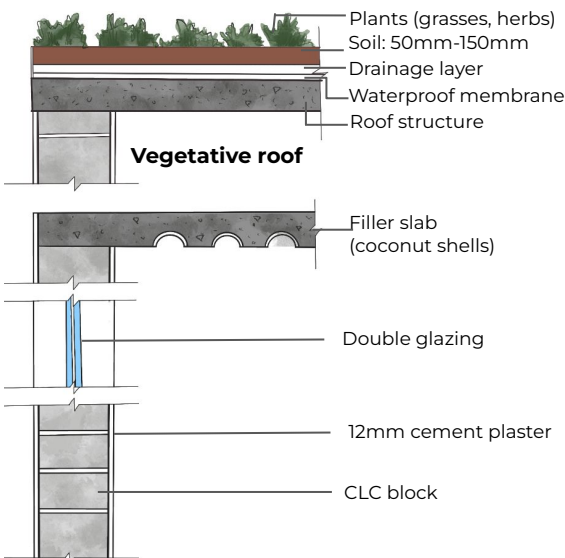 Plants (grasses, herbs)
Soil: 50mm-150mm
Drainage layer
Waterproof membrane
Roof structure
Vegetative roof
Filler slab
(coconut shells)
Double glazing
12mm cement plaster
CLC block